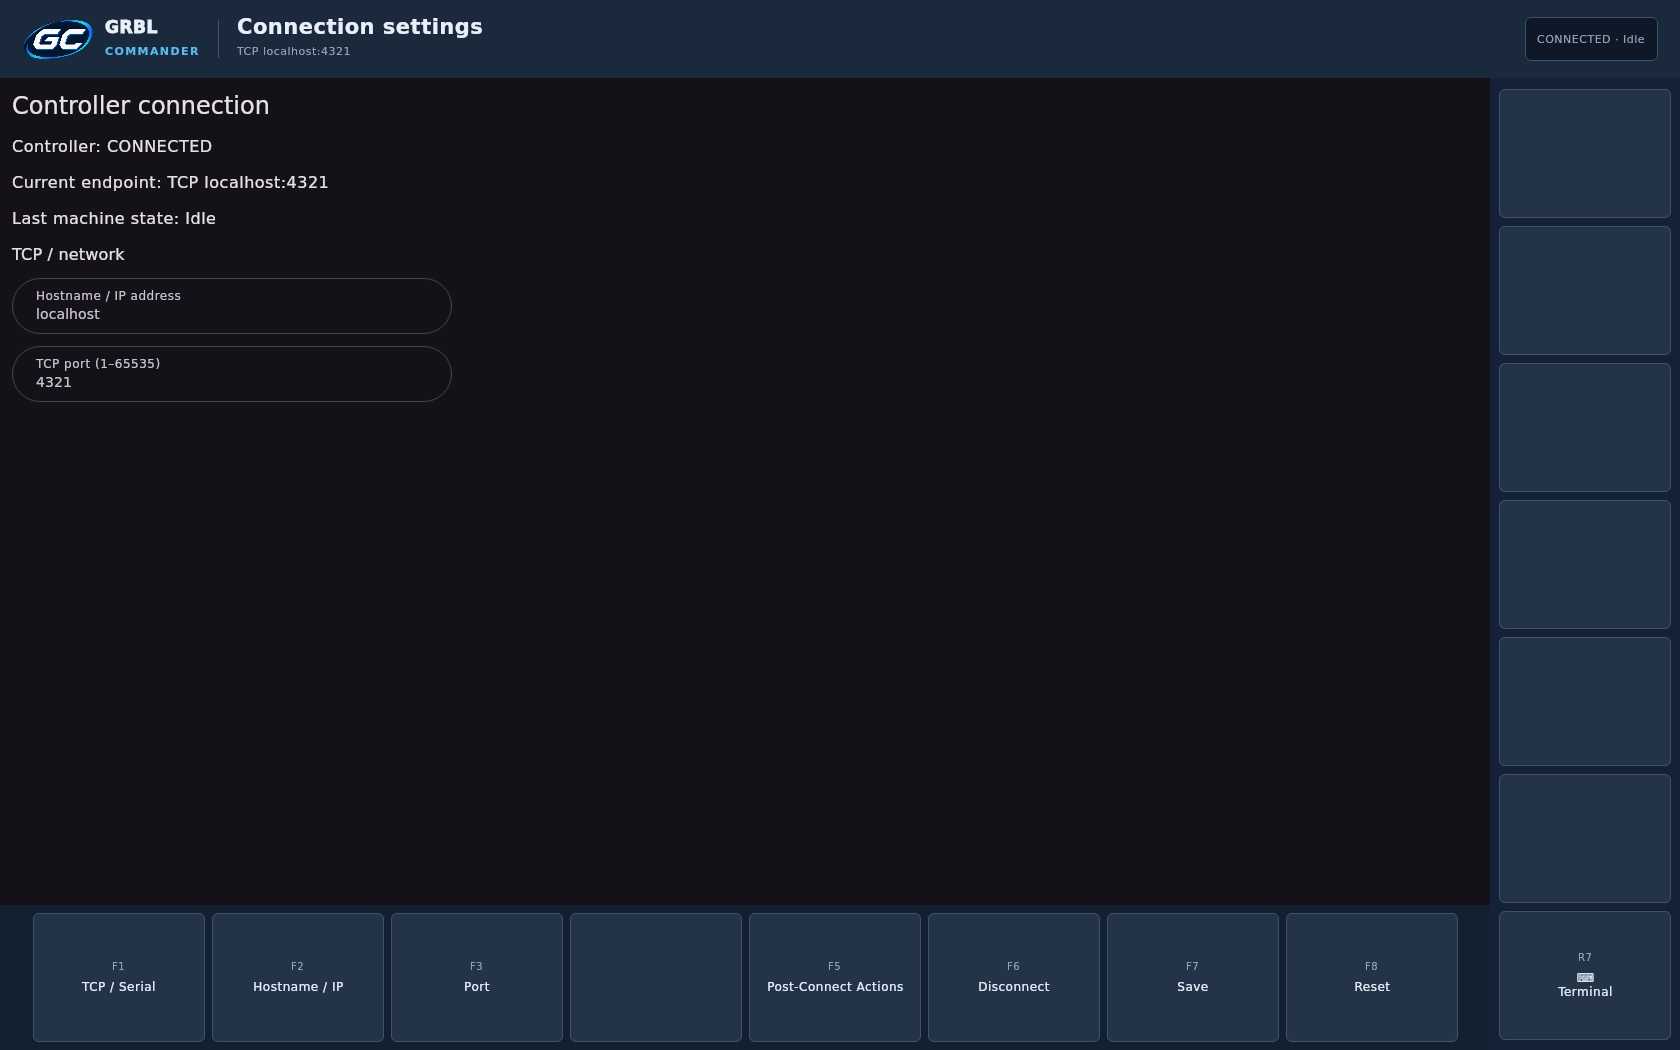 GC
GRBL
COMMANDER
Connection settings
TCP localhost:4321
CONNECTED · Idle
Controller connection
Controller: CONNECTED
Current endpoint: TCP localhost:4321
Last machine state: Idle
TCP / network
Hostname / IP address
localhost
TCP port (1–65535)
4321
F1
TCP / Serial
F2
Hostname / IP
F3
Port
F5
Post-Connect Actions
F6
Disconnect
F7
Save
F8
Reset
R7
Terminal